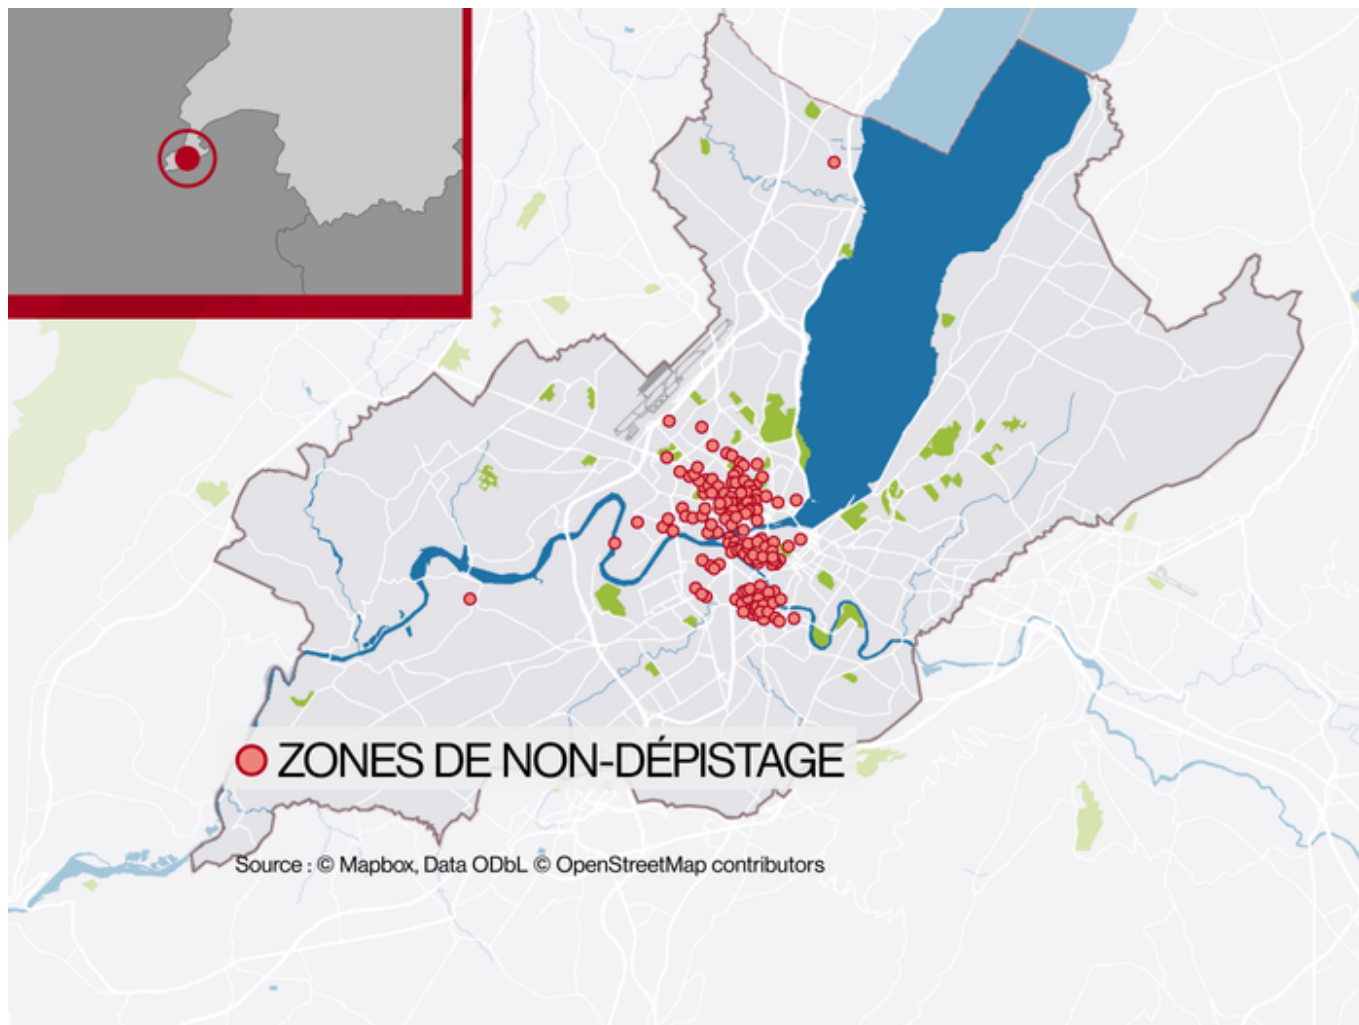 ZONES DE NON-DÉPISTAGE
Source : © Mapbox, Data ODbL © OpenStreetMap contributors